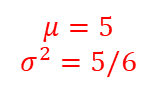 μ = 5
σ² = 5/6